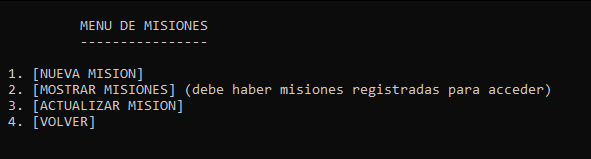 MENU DE MISIONES
----------------
1. [NUEVA MISION]
2. [MOSTRAR MISIONES] (debe haber misiones registradas para acceder)
3. [ACTUALIZAR MISION]
4. [VOLVER]